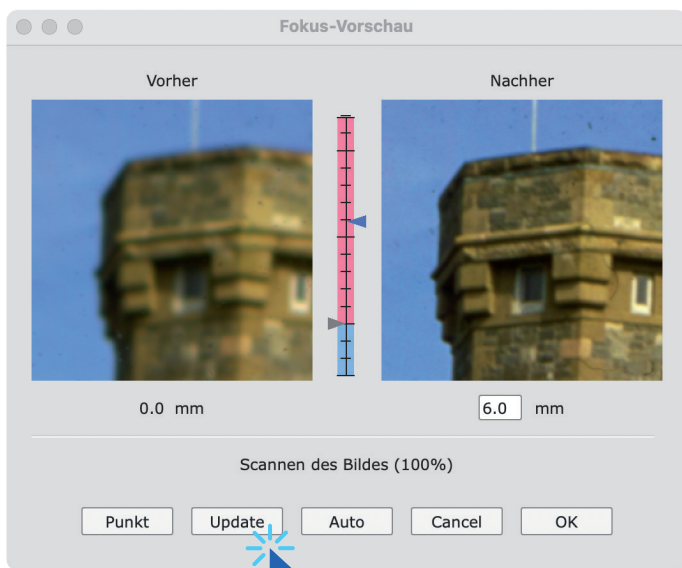 Fokus-Vorschau
Vorher
Nachher
0.0 mm
6.0 mm
Scannen des Bildes (100%)
Punkt
Update
Auto
Cancel
OK